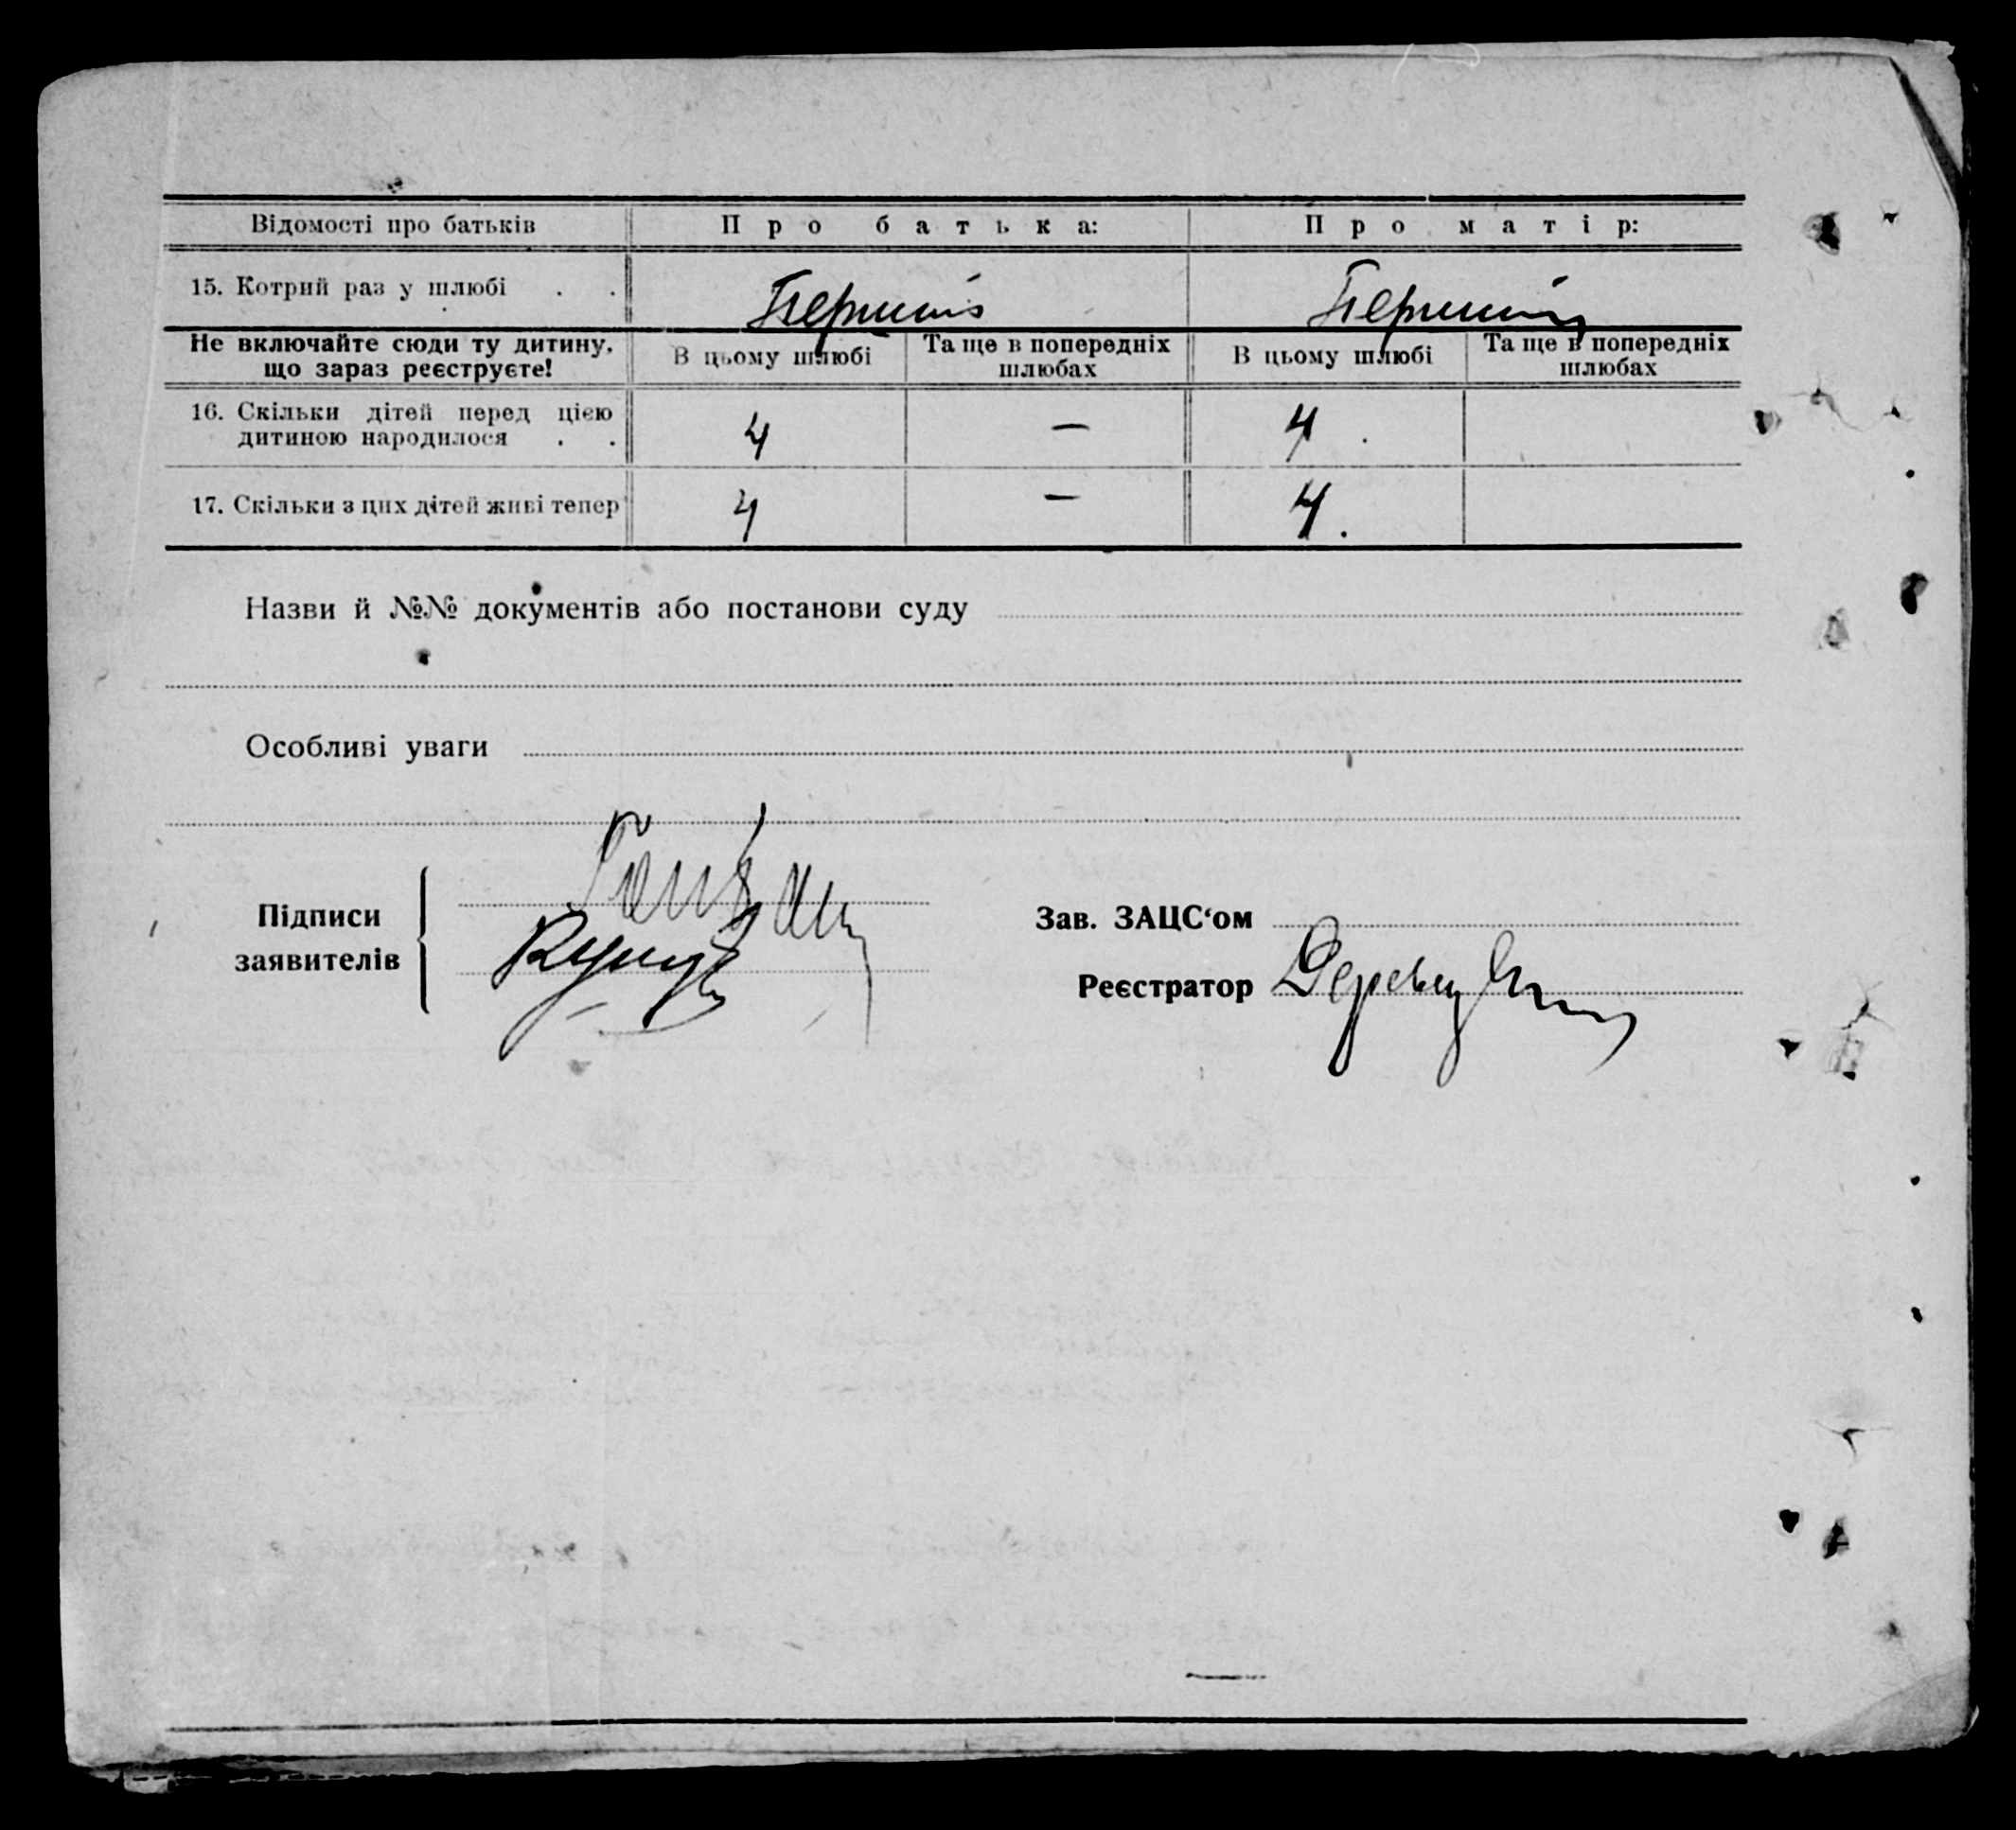 Відомості про батьків Про батька: Про матір:
15. Котрий раз у шлюбі . . Перший Перший
Не включайте сюди ту дитину, що зараз реєструєте! В цьому шлюбі Та ще в попередніх шлюбах В цьому шлюбі Та ще в попередніх шлюбах
16. Скільки дітей перед цією
дитиною народилося . . 4 — 4 .
17. Скільки з цих дітей живі тепер 4 — 4.
Назви й №№ документів або постанови суду
Особливі уваги
Підписи
заявителів
Зав. ЗАЦС‘ом
Реєстратор